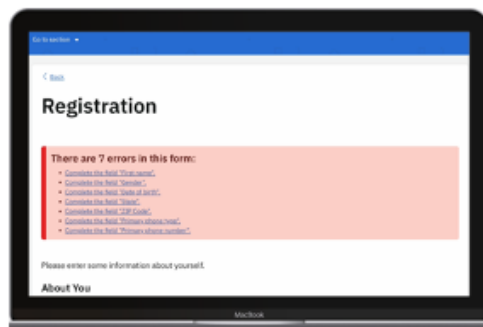 Go to section
Back
Registration
There are 7 errors in this form:
Complete the field "First name".
Complete the field "Gender".
Complete the field "Date of birth".
Complete the field "State".
Complete the field "ZIP Code".
Complete the field "Primary phone type".
Complete the field "Primary phone number".
Please enter some information about yourself.
About You
MacBook